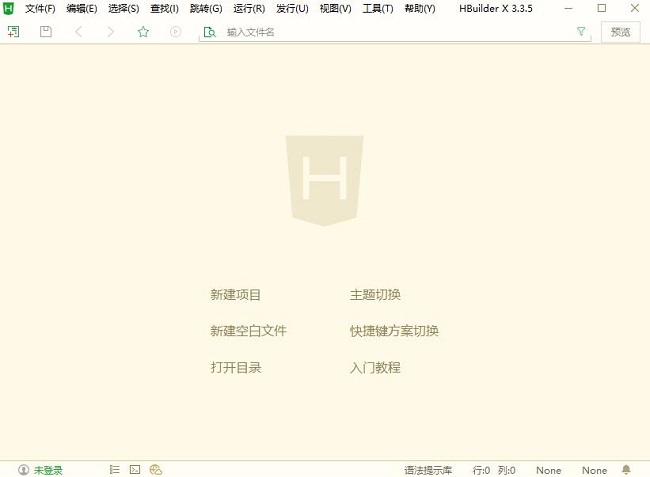 H 文件(F) 编辑(E) 选择(S) 查找(I) 跳转(G) 运行(R) 发行(U) 视图(V) 工具(T) 帮助(Y) HBuilder X 3.3.5
输入文件名 预览
H
新建项目 主题切换
新建空白文件 快捷键方案切换
打开目录 入门教程
未登录 语法提示库 行:0 列:0 None None